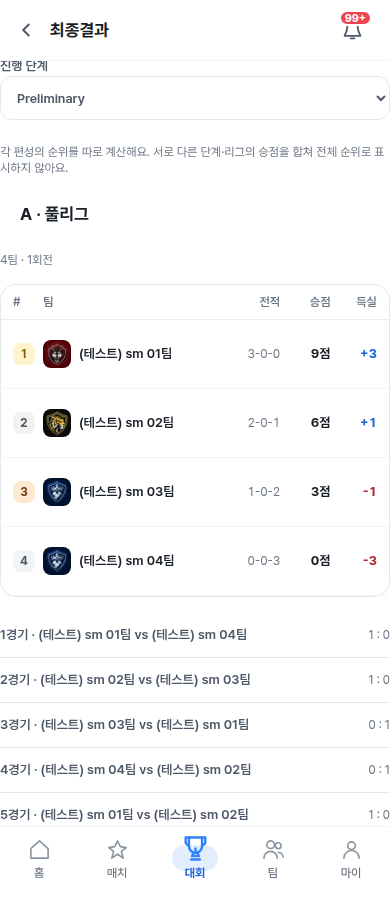 최종결과
99+
진행 단계
Preliminary
각 편성의 순위를 따로 계산해요. 서로 다른 단계·리그의 승점을 합쳐 전체 순위로 표
시하지 않아요.
A · 풀리그
4팀 · 1회전
# 팀 전적 승점 득실
1 (테스트) sm 01팀 3-0-0 9점 +3
2 (테스트) sm 02팀 2-0-1 6점 +1
3 (테스트) sm 03팀 1-0-2 3점 -1
4 (테스트) sm 04팀 0-0-3 0점 -3
1경기 · (테스트) sm 01팀 vs (테스트) sm 04팀 1 : 0
2경기 · (테스트) sm 02팀 vs (테스트) sm 03팀 1 : 0
3경기 · (테스트) sm 03팀 vs (테스트) sm 01팀 0 : 1
4경기 · (테스트) sm 04팀 vs (테스트) sm 02팀 0 : 1
5경기 · (테스트) sm 01팀 vs (테스트) sm 02팀 1 : 0
홈 매치 대회 팀 마이